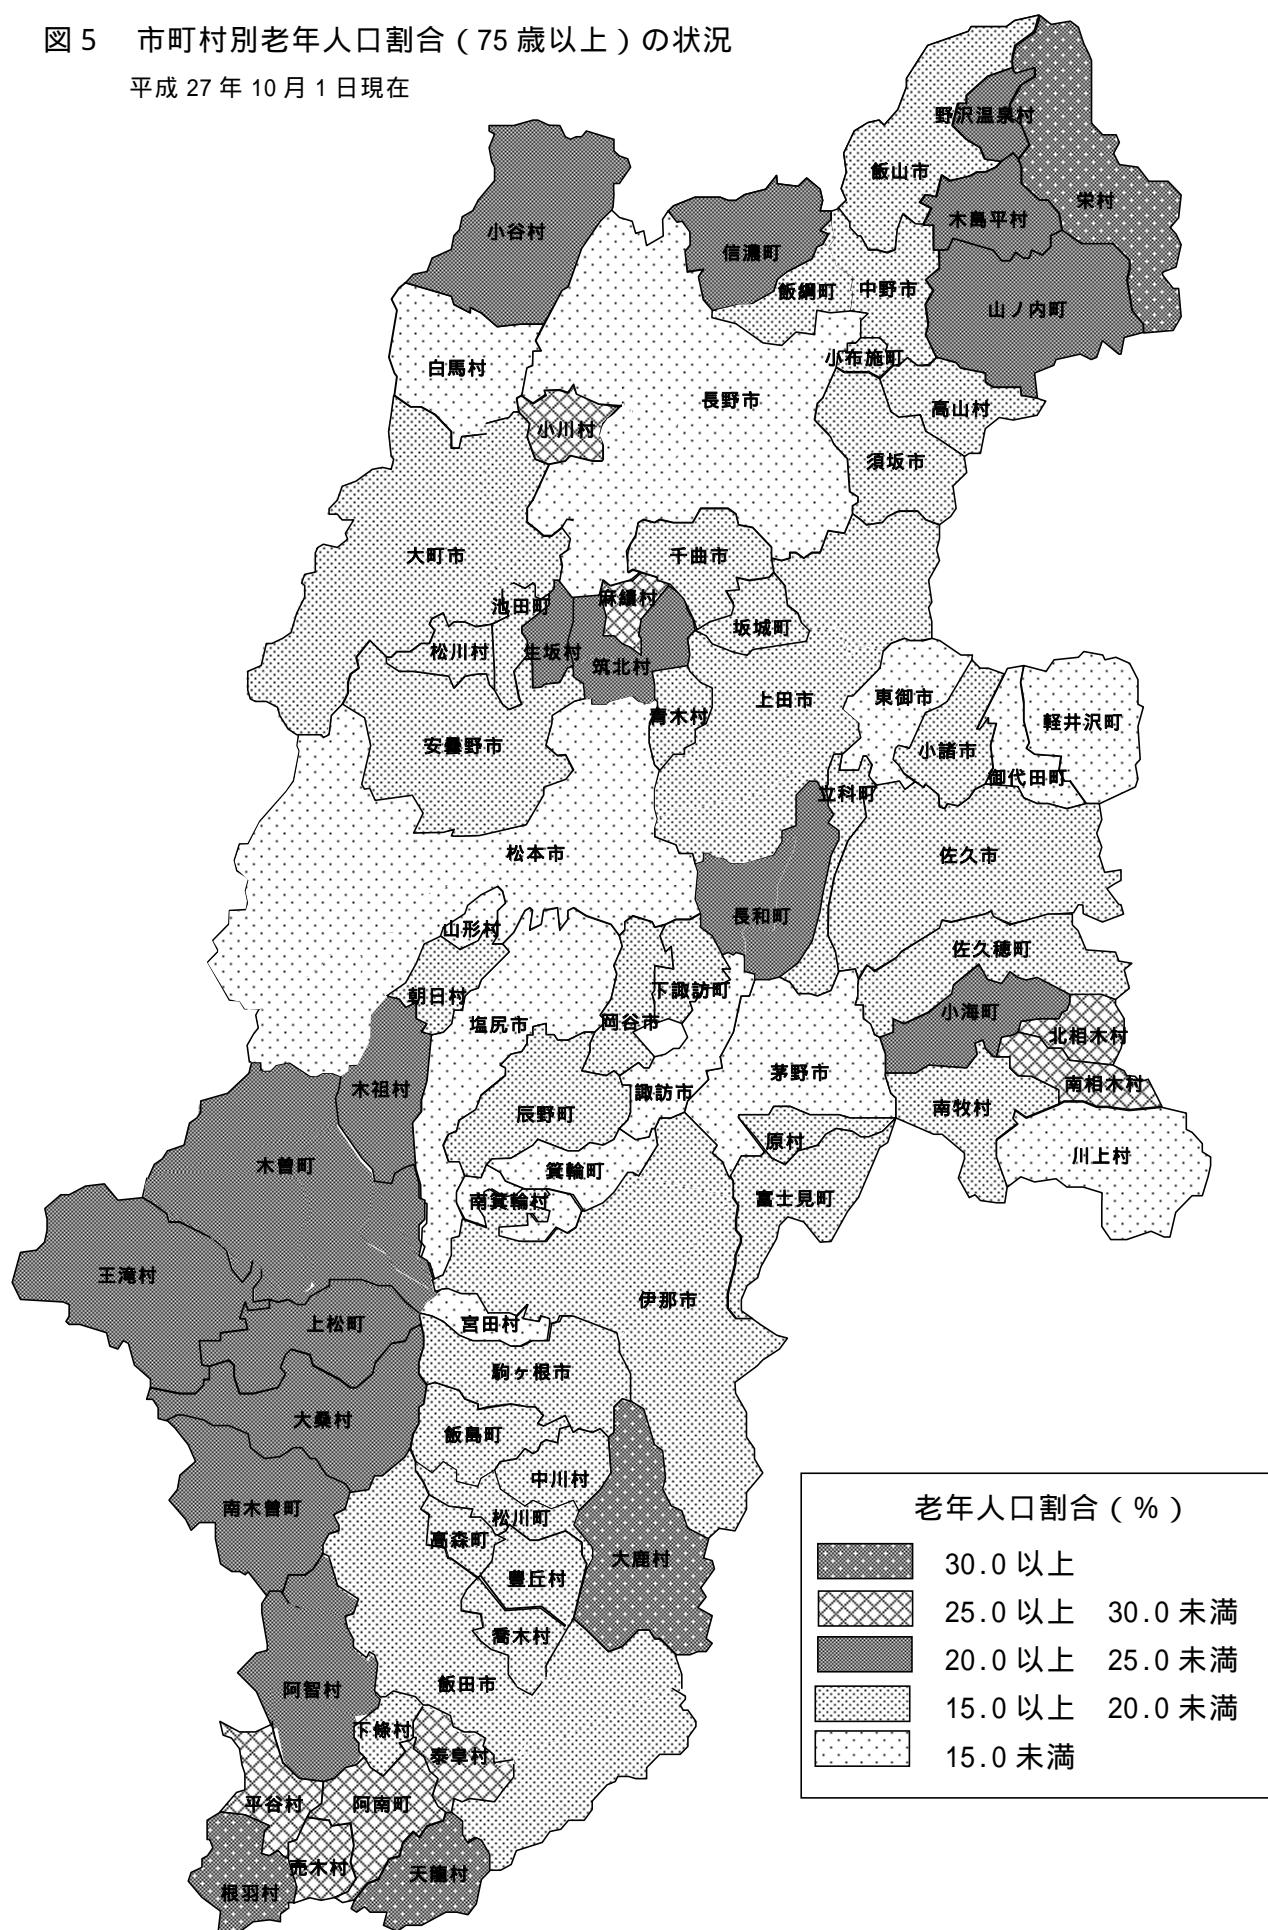 図5 市町村別老年人口割合（75歳以上）の状況
平成27年10月1日現在
野沢温泉村
飯山市
栄村
木島平村
小谷村
信濃町
飯綱町
中野市
山ノ内町
小布施町
白馬村
長野市
高山村
小川村
須坂市
大町市
千曲市
池田町
麻績村
坂城町
松川村
生坂村
筑北村
上田市
東御市
青木村
軽井沢町
安曇野市
小諸市
御代田町
立科町
松本市
佐久市
長和町
山形村
佐久穂町
朝日村
下諏訪町
小海町
塩尻市
岡谷市
北相木村
木祖村
諏訪市
茅野市
南相木村
辰野町
南牧村
原村
川上村
木曽町
箕輪町
南箕輪村
富士見町
王滝村
伊那市
上松町
宮田村
駒ヶ根市
大桑村
飯島町
中川村
南木曽町
松川町
高森町
大鹿村
豊丘村
喬木村
飯田市
阿智村
下條村
泰阜村
平谷村
阿南町
売木村
天龍村
根羽村
老年人口割合（%）
30.0以上
25.0以上 30.0未満
20.0以上 25.0未満
15.0以上 20.0未満
15.0未満